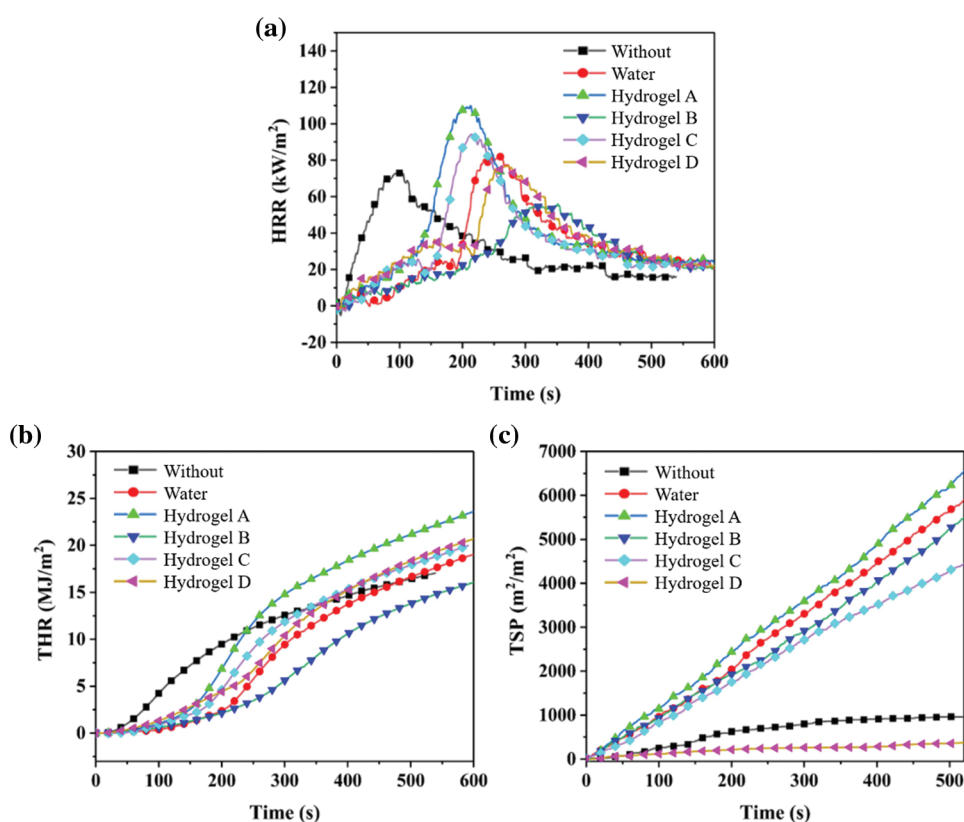 (a)
140
120
100
80
60
40
20
0
-20
HRR (kW/m²)
Without
Water
Hydrogel A
Hydrogel B
Hydrogel C
Hydrogel D
0 100 200 300 400 500 600
Time (s)
(b)
30
25
20
15
10
5
0
THR (MJ/m²)
Without
Water
Hydrogel A
Hydrogel B
Hydrogel C
Hydrogel D
0 100 200 300 400 500 600
Time (s)
(c)
7000
6000
5000
4000
3000
2000
1000
0
TSP (m²/m²)
Without
Water
Hydrogel A
Hydrogel B
Hydrogel C
Hydrogel D
0 100 200 300 400 500
Time (s)